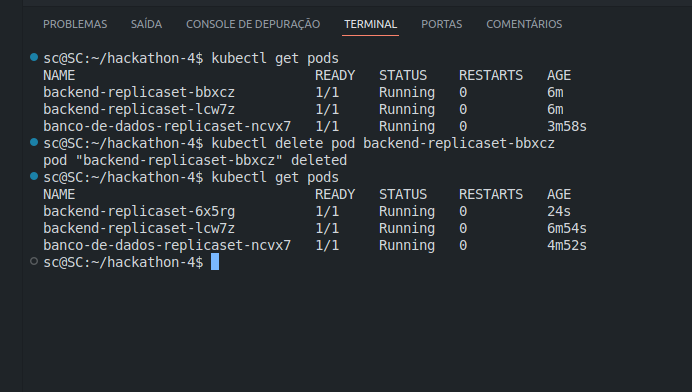 PROBLEMAS SAÍDA CONSOLE DE DEPURAÇÃO TERMINAL PORTAS COMENTÁRIOS
sc@SC:~/hackathon-4$ kubectl get pods
NAME READY STATUS RESTARTS AGE
backend-replicaset-bbxcz 1/1 Running 0 6m
backend-replicaset-lcw7z 1/1 Running 0 6m
banco-de-dados-replicaset-ncvx7 1/1 Running 0 3m58s
sc@SC:~/hackathon-4$ kubectl delete pod backend-replicaset-bbxcz
pod "backend-replicaset-bbxcz" deleted
sc@SC:~/hackathon-4$ kubectl get pods
NAME READY STATUS RESTARTS AGE
backend-replicaset-6x5rg 1/1 Running 0 24s
backend-replicaset-lcw7z 1/1 Running 0 6m54s
banco-de-dados-replicaset-ncvx7 1/1 Running 0 4m52s
sc@SC:~/hackathon-4$